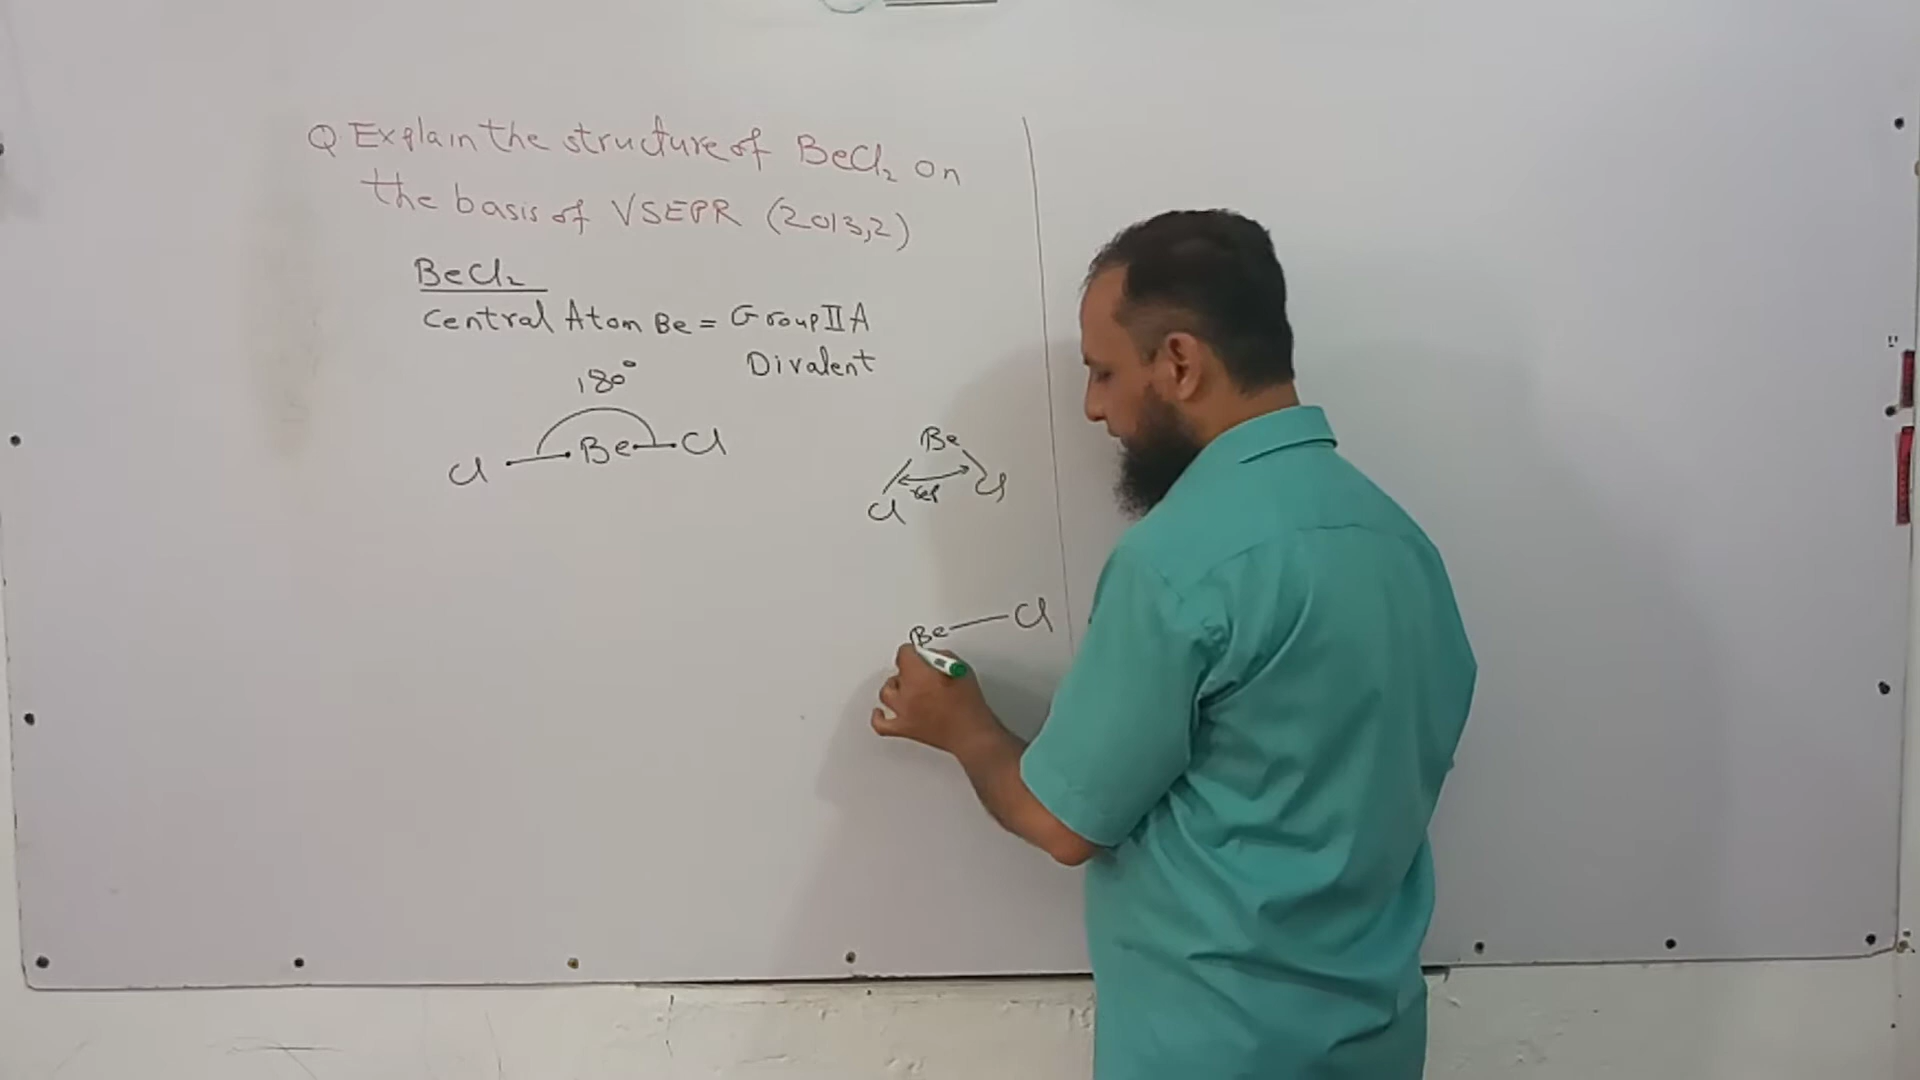 Q Explain the structure of BeCl₂ on
the basis of VSEPR (2013,2)
BeCl₂
Central Atom Be = Group II A
Divalent
180°
Cl Be Cl
Be
Cl rep Cl
Be Cl